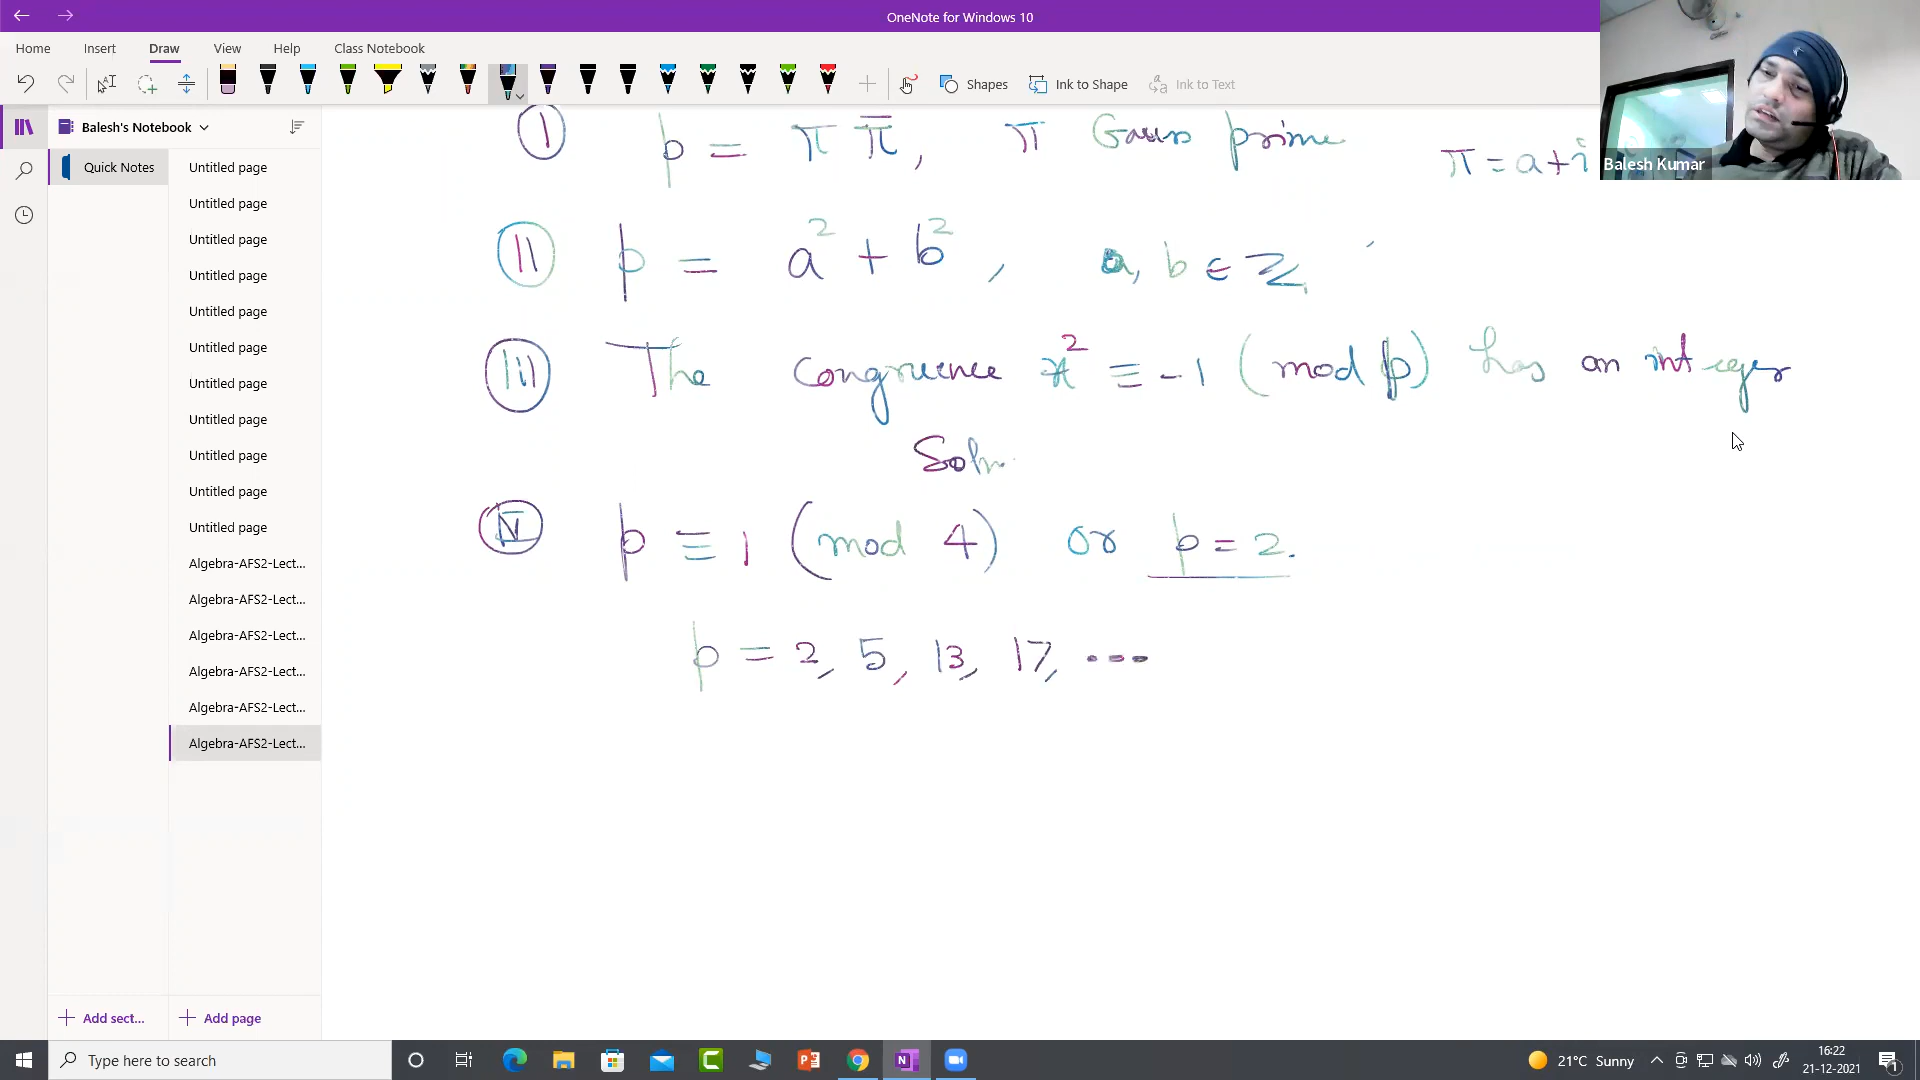 OneNote for Windows 10
Home Insert Draw View Help Class Notebook
Shapes Ink to Shape Ink to Text
Balesh's Notebook
Quick Notes
Untitled page
Untitled page
Untitled page
Untitled page
Untitled page
Untitled page
Untitled page
Untitled page
Untitled page
Untitled page
Untitled page
Algebra-AFS2-Lect...
Algebra-AFS2-Lect...
Algebra-AFS2-Lect...
Algebra-AFS2-Lect...
Algebra-AFS2-Lect...
Algebra-AFS2-Lect...
Add sect...
Add page
Balesh Kumar
(I) p = π π̅, π Gauss prime π = a + i
(II) p = a² + b², a, b ∈ ℤ.
(III) The Congruence x² ≡ -1 (mod p) has an integer
Soln.
(IV) p ≡ 1 (mod 4) or p = 2.
p = 2, 5, 13, 17, ---
Type here to search
21°C Sunny
16:22
21-12-2021
1